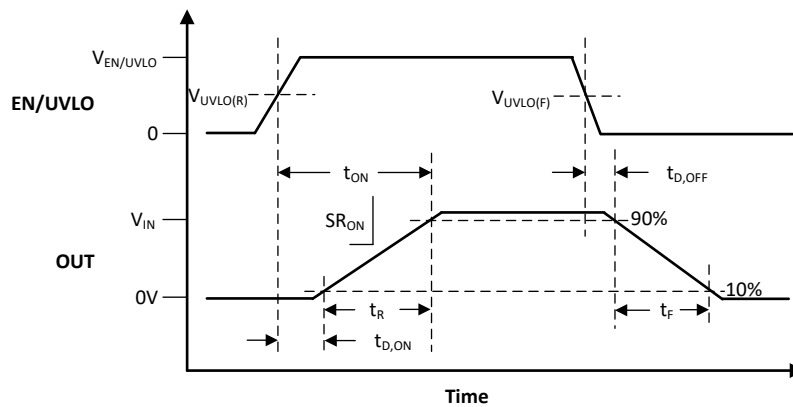 V_EN/UVLO
V_UVLO(R)
V_UVLO(F)
EN/UVLO
0
t_ON
t_D,OFF
V_IN
SR_ON
90%
OUT
0V
10%
t_R
t_F
t_D,ON
Time